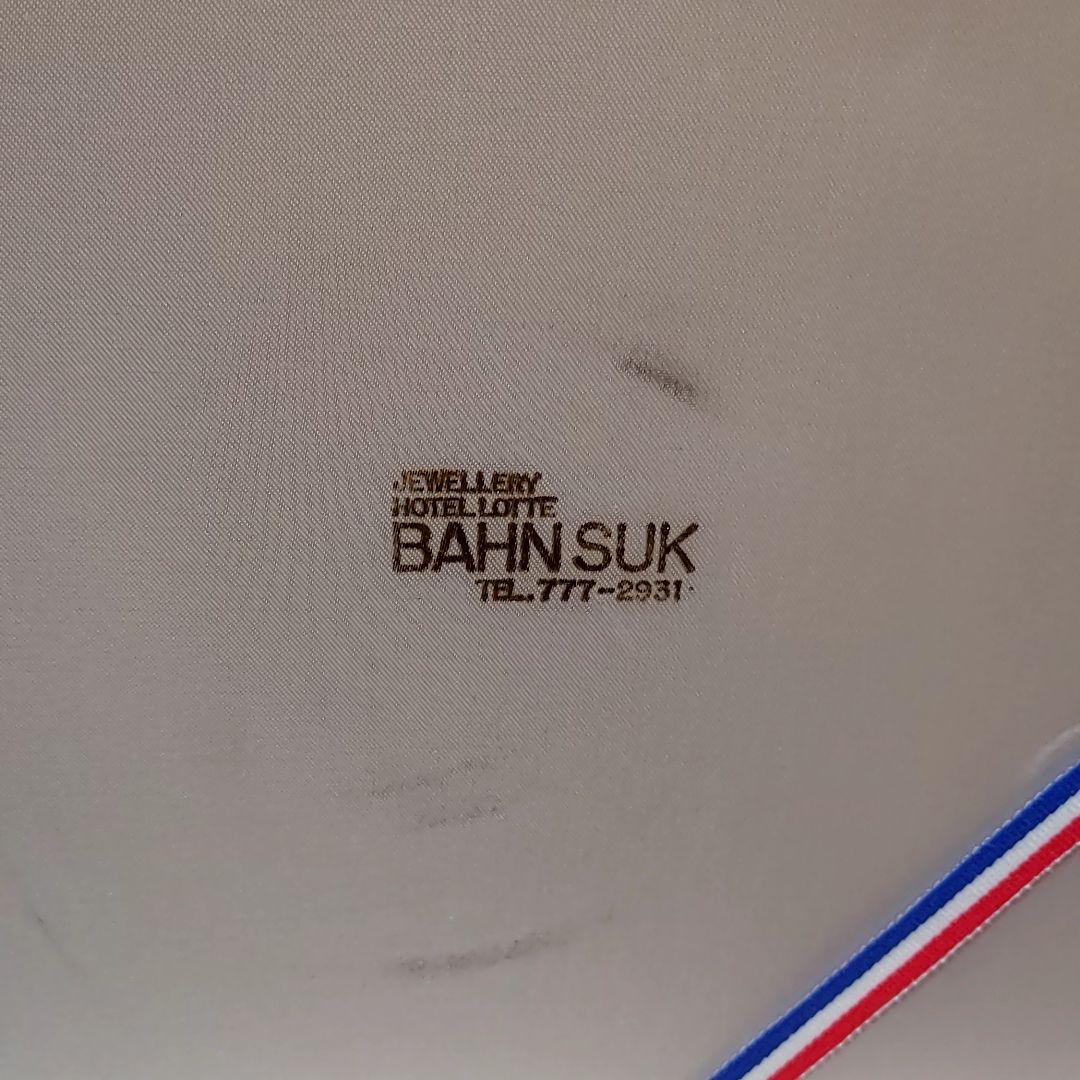 JEWELLERY
HOTEL LOTTE
BAHN SUK
TEL. 777-2931